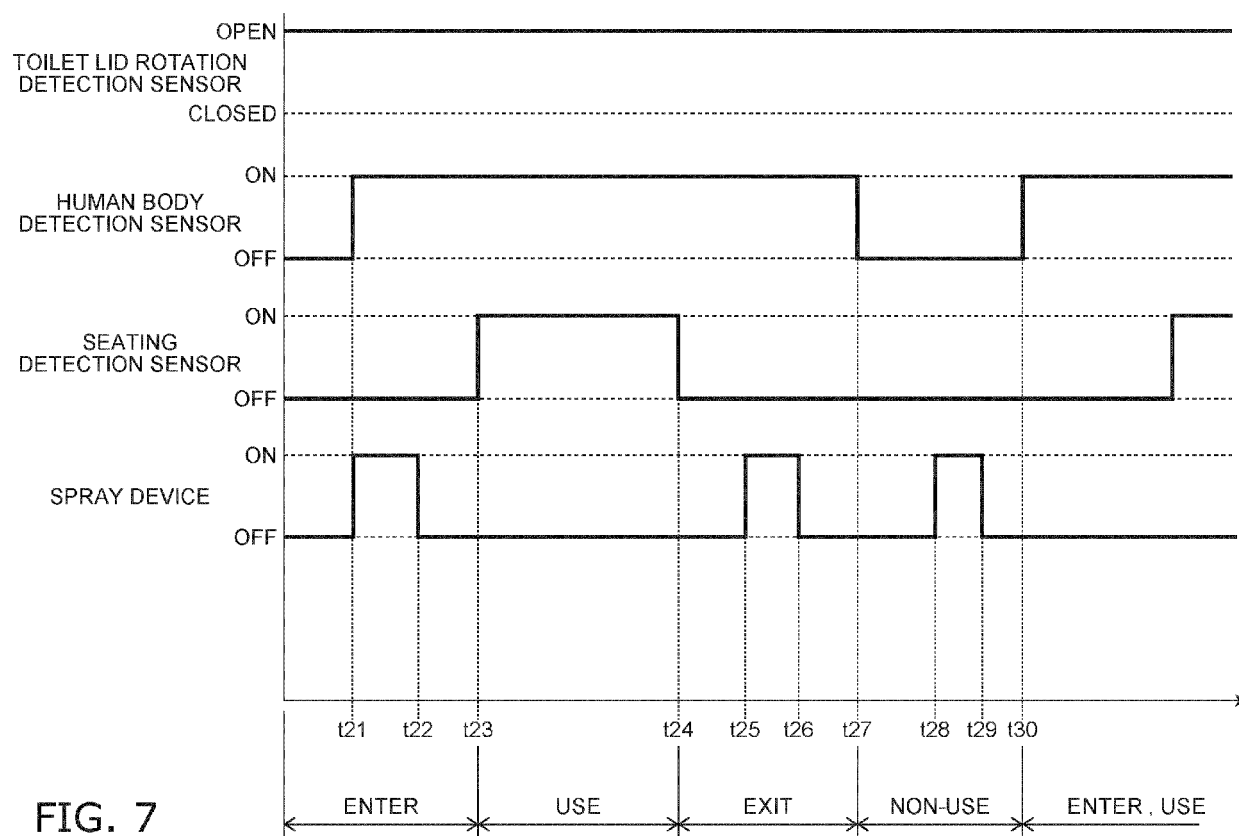 OPEN
TOILET LID ROTATION
DETECTION SENSOR
CLOSED
ON
HUMAN BODY
DETECTION SENSOR
OFF
ON
SEATING
DETECTION SENSOR
OFF
ON
SPRAY DEVICE
OFF
t21 t22 t23 t24 t25 t26 t27 t28 t29 t30
ENTER USE EXIT NON-USE ENTER , USE
FIG. 7